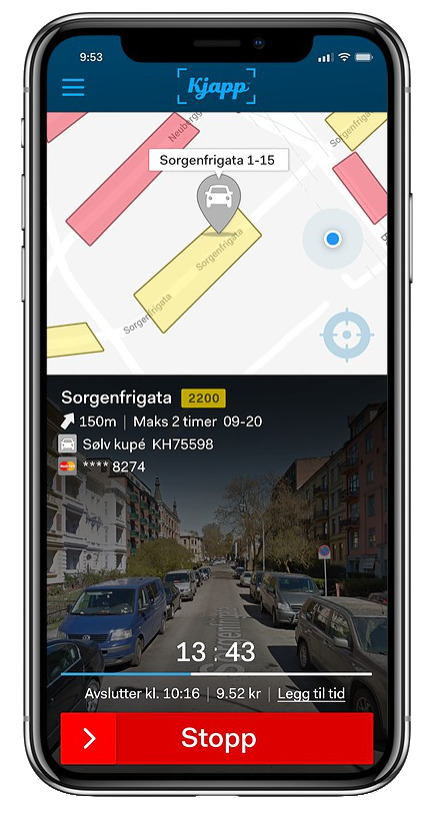 9:53
Kjapp
Neuberggata
Sorgenfrigata
Sorgenfrigata 1-15
Sorgenfrigata
Sorgenfrigata
Sorgenfrigata 2200
150m | Maks 2 timer 09-20
Sølv kupé KH75598
**** 8274
13 : 43
Avslutter kl. 10:16 | 9.52 kr | Legg til tid
Stopp